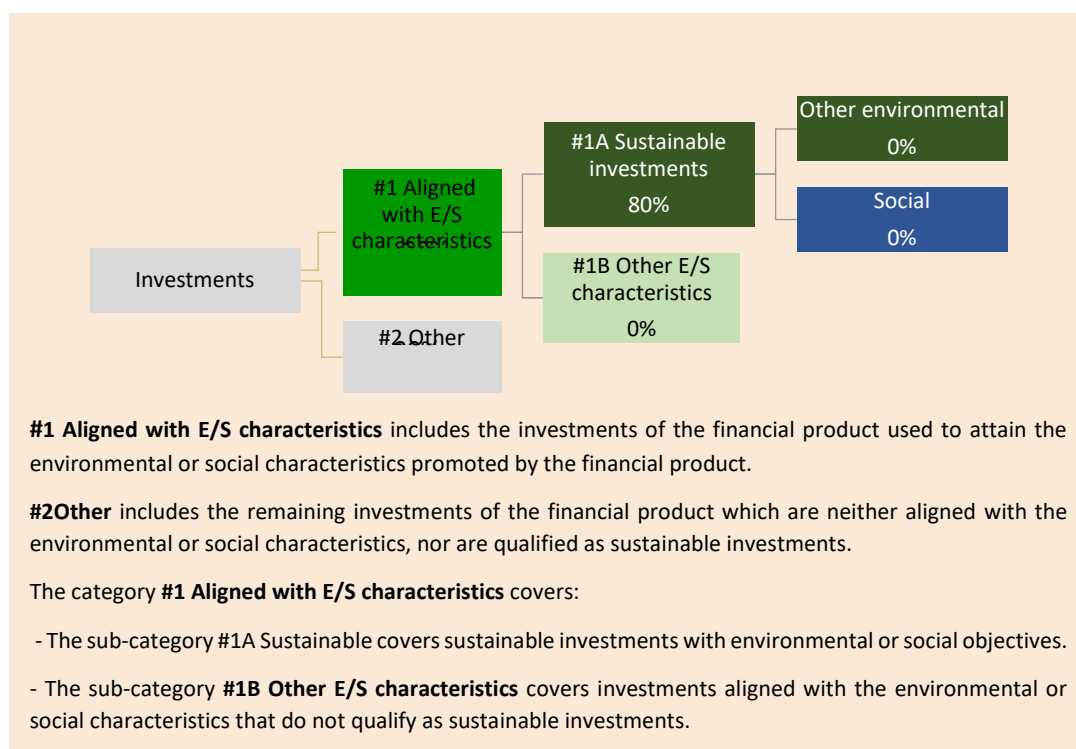 Investments
#1 Aligned
with E/S
characteristics
#2 Other
#1A Sustainable
investments
80%
#1B Other E/S
characteristics
0%
Other environmental
0%
Social
0%
#1 Aligned with E/S characteristics includes the investments of the financial product used to attain the
environmental or social characteristics promoted by the financial product.
#2Other includes the remaining investments of the financial product which are neither aligned with the
environmental or social characteristics, nor are qualified as sustainable investments.
The category #1 Aligned with E/S characteristics covers:
- The sub-category #1A Sustainable covers sustainable investments with environmental or social objectives.
- The sub-category #1B Other E/S characteristics covers investments aligned with the environmental or
social characteristics that do not qualify as sustainable investments.